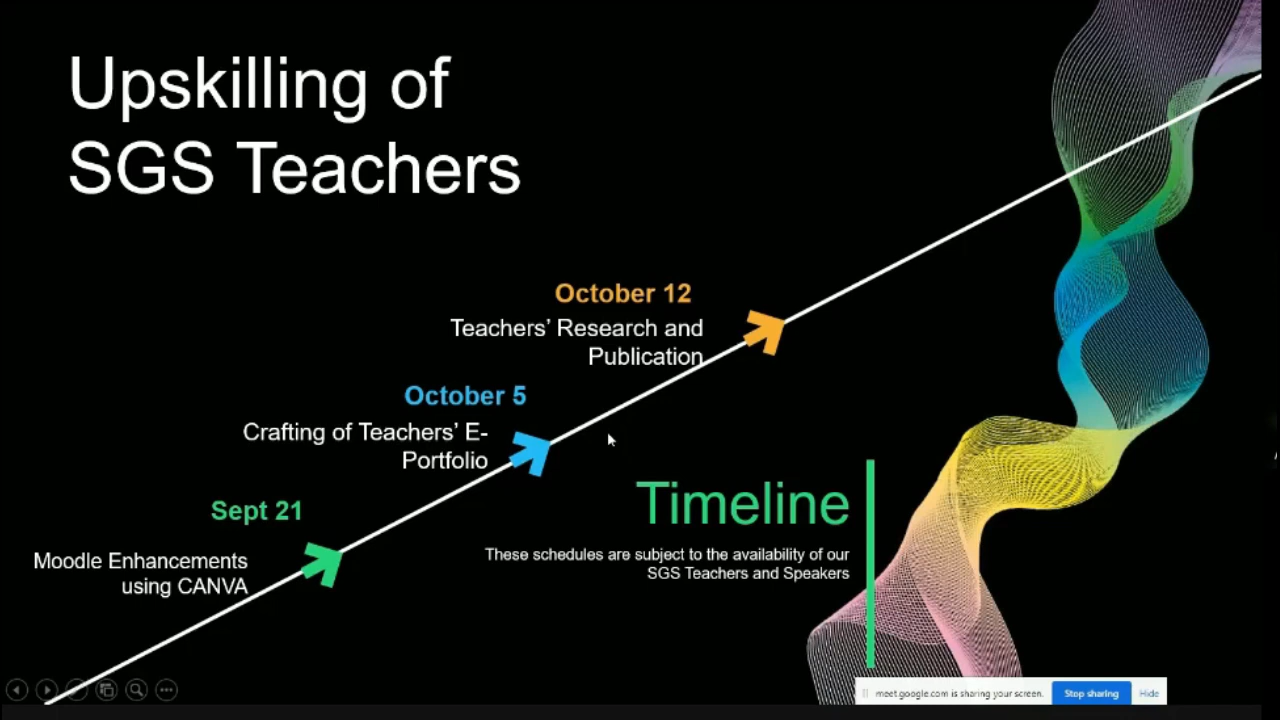 Upskilling of
SGS Teachers
October 12
Teachers’ Research and
Publication
October 5
Crafting of Teachers’ E-
Portfolio
Sept 21
Moodle Enhancements
using CANVA
Timeline
These schedules are subject to the availability of our
SGS Teachers and Speakers
meet.google.com is sharing your screen.
Stop sharing
Hide